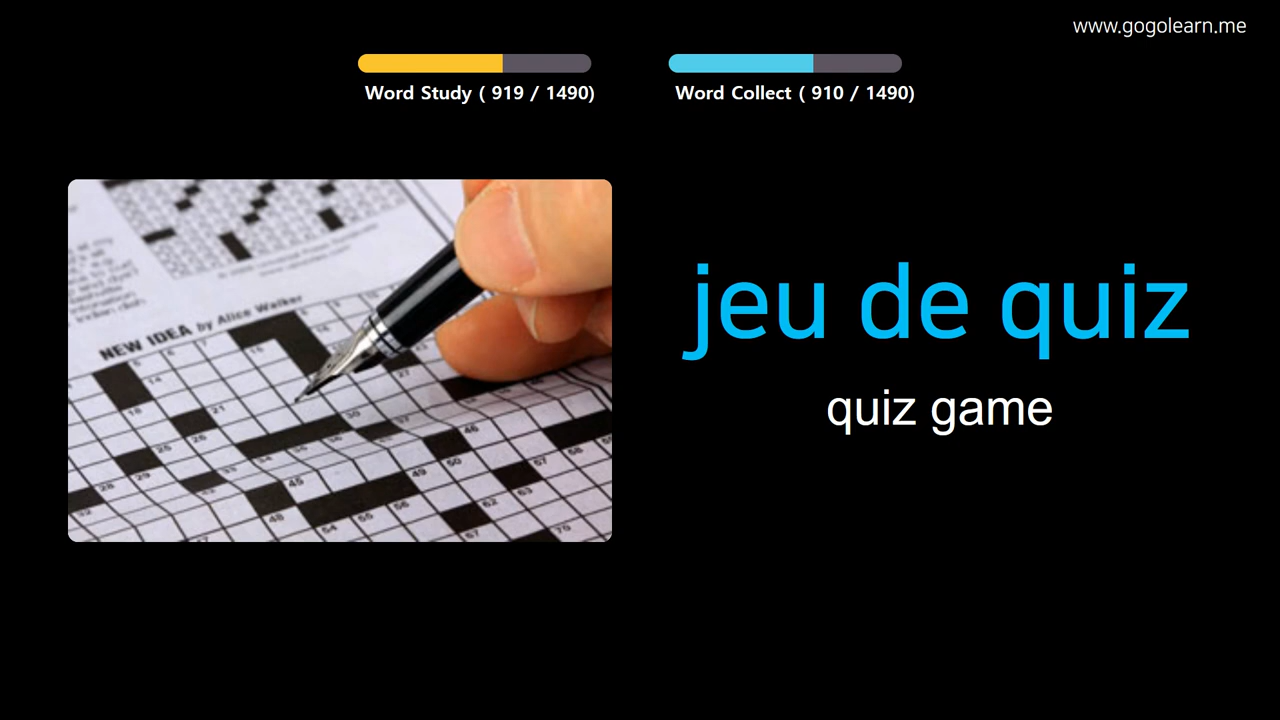 www.gogolearn.me
Word Study ( 919 / 1490)
Word Collect ( 910 / 1490)
NEW IDEA by Alice Walker
jeu de quiz
quiz game